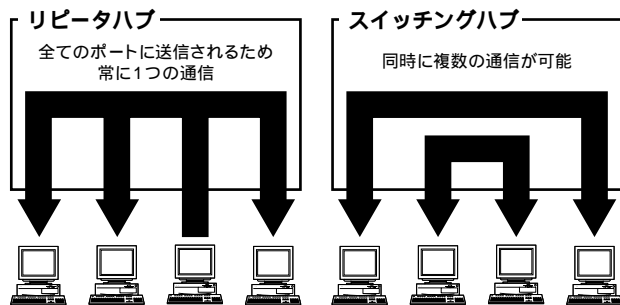 リピータハブ
全てのポートに送信されるため
常に1つの通信
スイッチングハブ
同時に複数の通信が可能